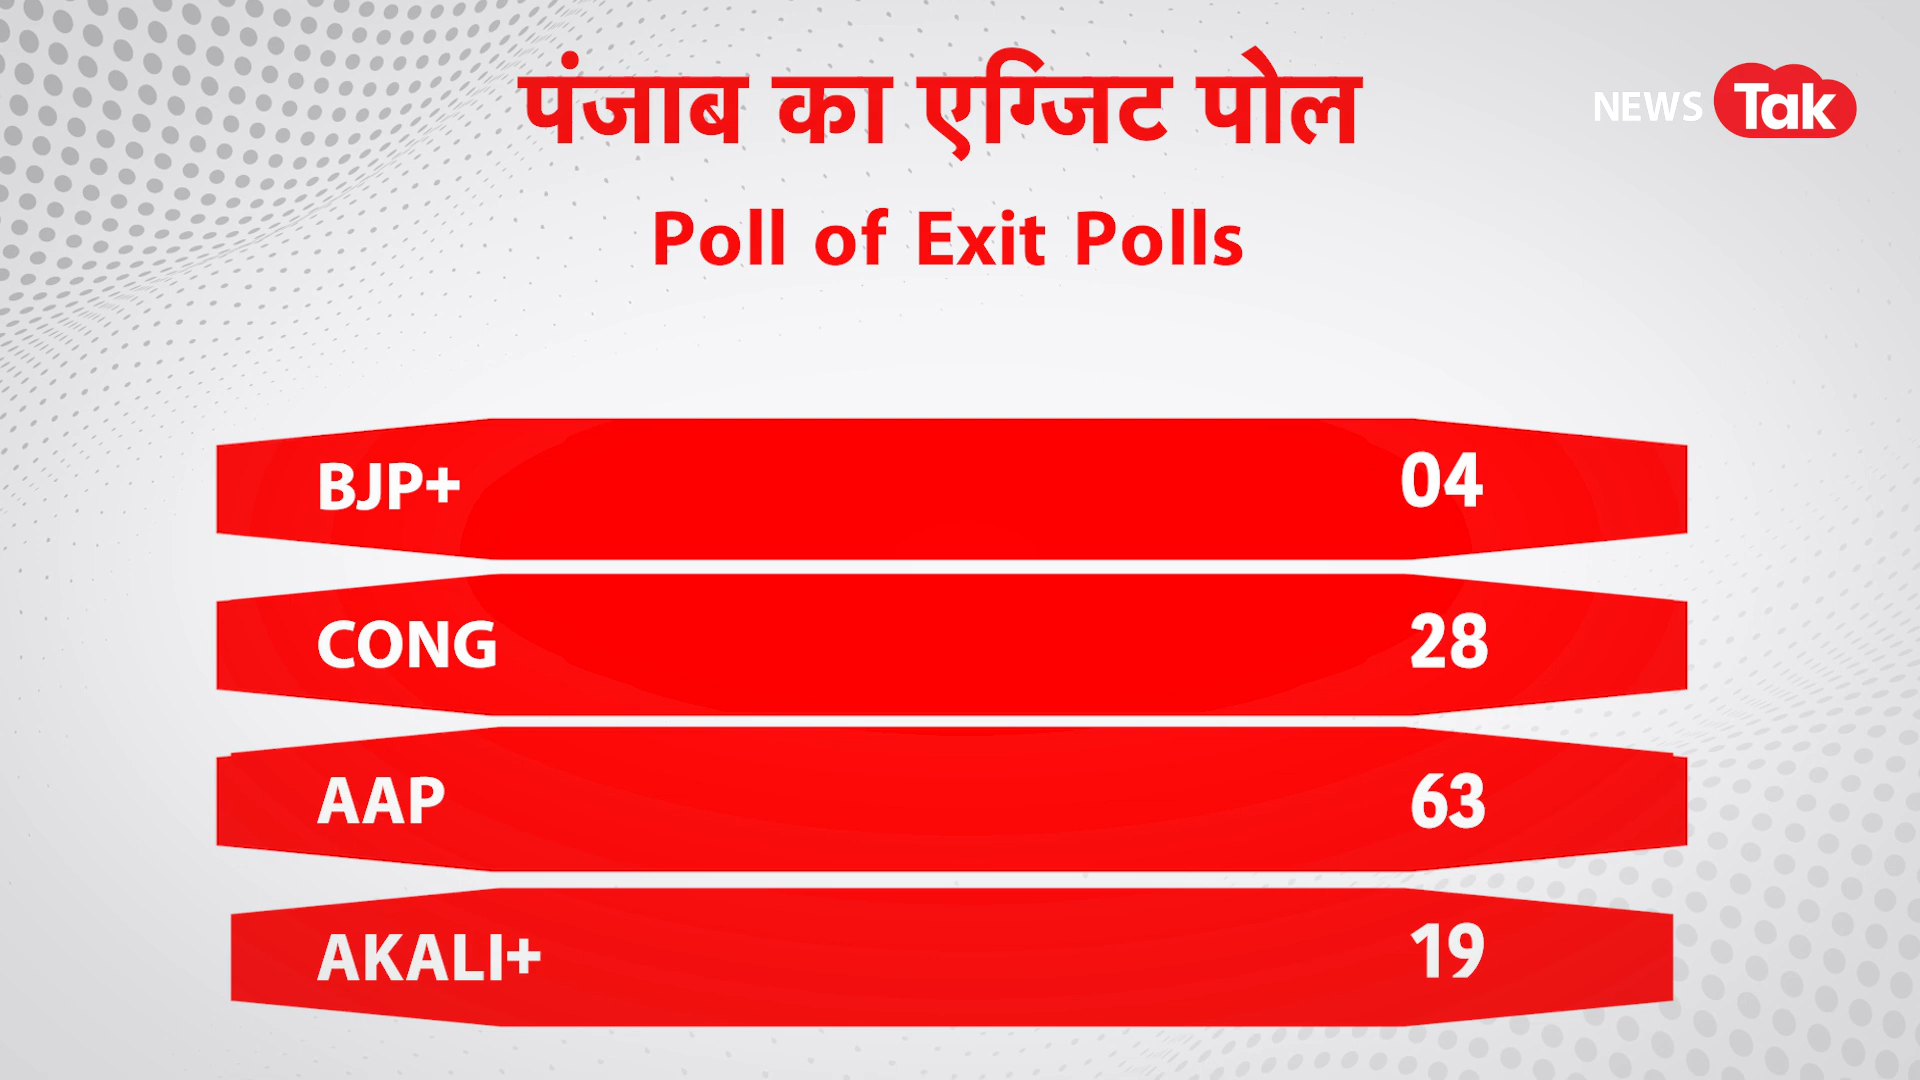 पंजाब का एग्जिट पोल
NEWS Tak
Poll of Exit Polls
BJP+ 04
CONG 28
AAP 63
AKALI+ 19